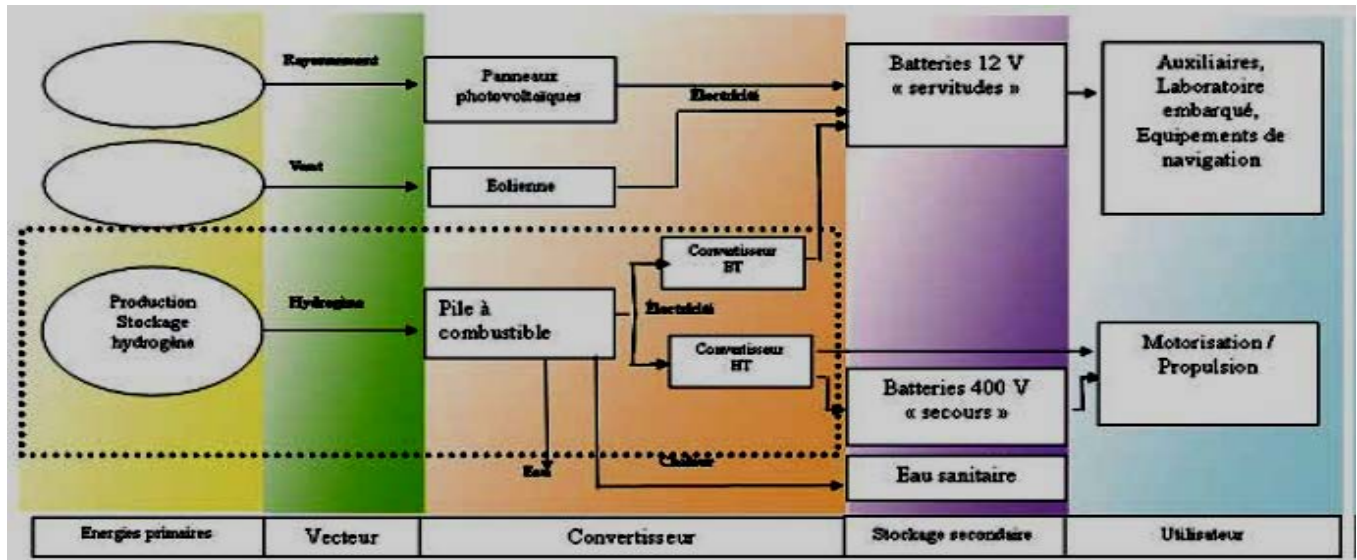 Rayonnement
Panneaux
photovoltaïques
Électricité
Batteries 12 V
« servitudes »
Auxiliaires,
Laboratoire
embarqué,
Equipements de
navigation
Vent
Eolienne
Production
Stockage
hydrogène
Hydrogène
Pile à
combustible
Électricité
Convertisseur
BT
Convertisseur
HT
Motorisation /
Propulsion
Batteries 400 V
« secours »
Eau
Chaleur
Eau sanitaire
Energies primaires
Vecteur
Convertisseur
Stockage secondaire
Utilisateur